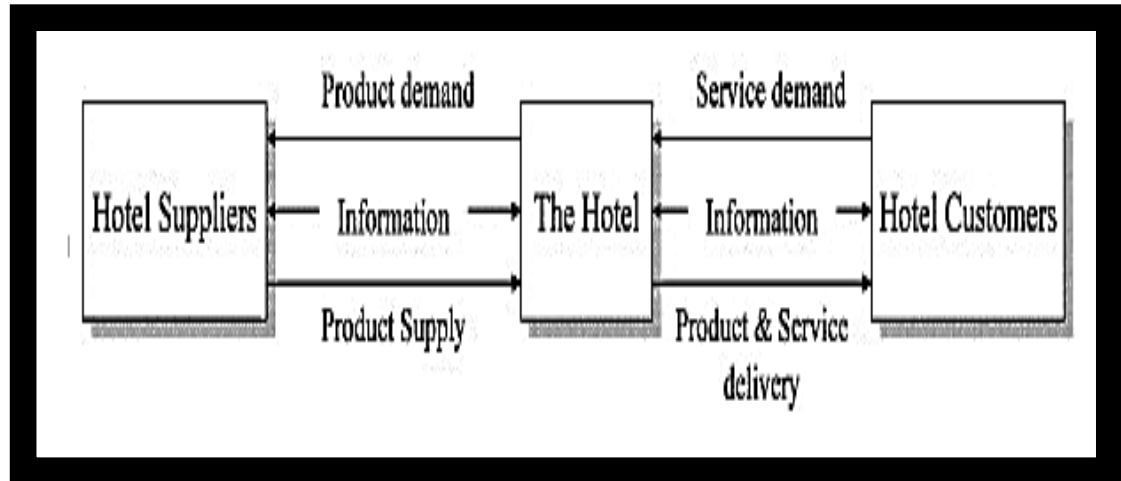 Product demand
Service demand
Hotel Suppliers
Information
The Hotel
Information
Hotel Customers
Product Supply
Product & Service
delivery